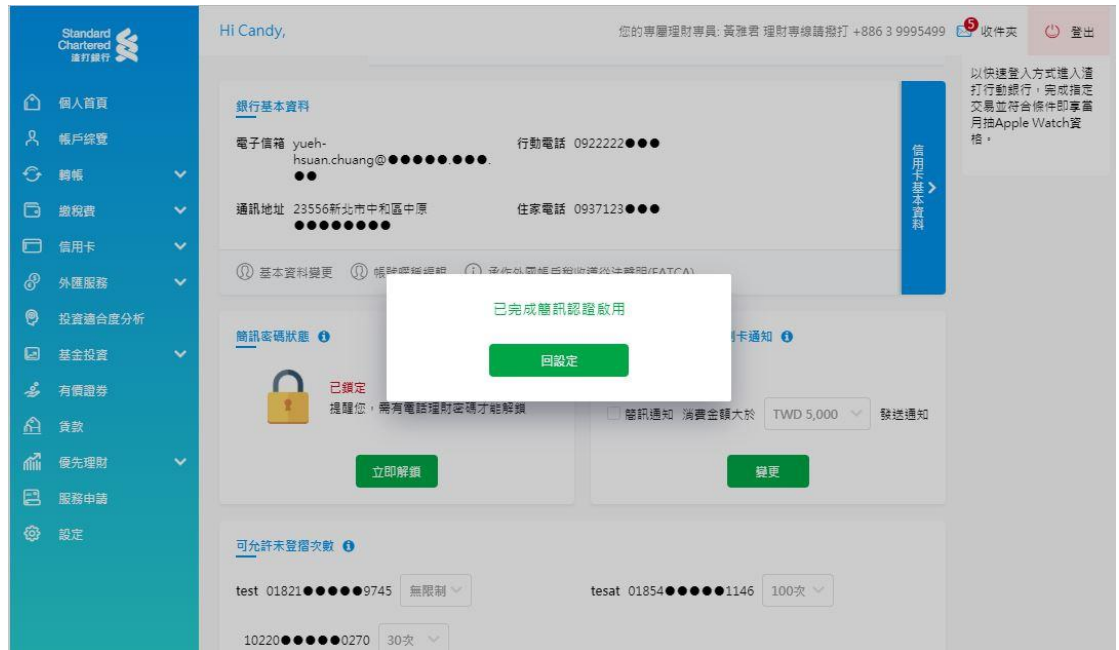 Standard
Chartered
渣打銀行
Hi Candy,
您的專屬理財專員: 黃雅君 理財專線請撥打 +886 3 9995499
5
收件夾
登出
個人首頁
帳戶綜覽
轉帳
繳稅費
信用卡
外匯服務
投資適合度分析
基金投資
有價證券
貸款
優先理財
服務申請
設定
以快速登入方式進入渣
打行動銀行,完成指定
交易並符合條件即享當
月抽Apple Watch資
格。
銀行基本資料
電子信箱 yueh-
hsuan.chuang@●●●●●.●●●.
●●
行動電話 0922222●●●
通訊地址 23556新北市中和區中原
●●●●●●●●
住家電話 0937123●●●
信用卡基本資料
基本資料變更
帳號暱稱編輯
(FATCA)
已完成簡訊認證啟用
回設定
簡訊密碼狀態
已鎖定
提醒您,需有電話理財密碼才能解鎖
立即解鎖
刷卡通知
簡訊通知 消費金額大於 TWD 5,000 發送通知
變更
可允許未登摺次數
test 01821●●●●●9745 無限制
tesat 01854●●●●●1146 100次
10220●●●●●0270 30次